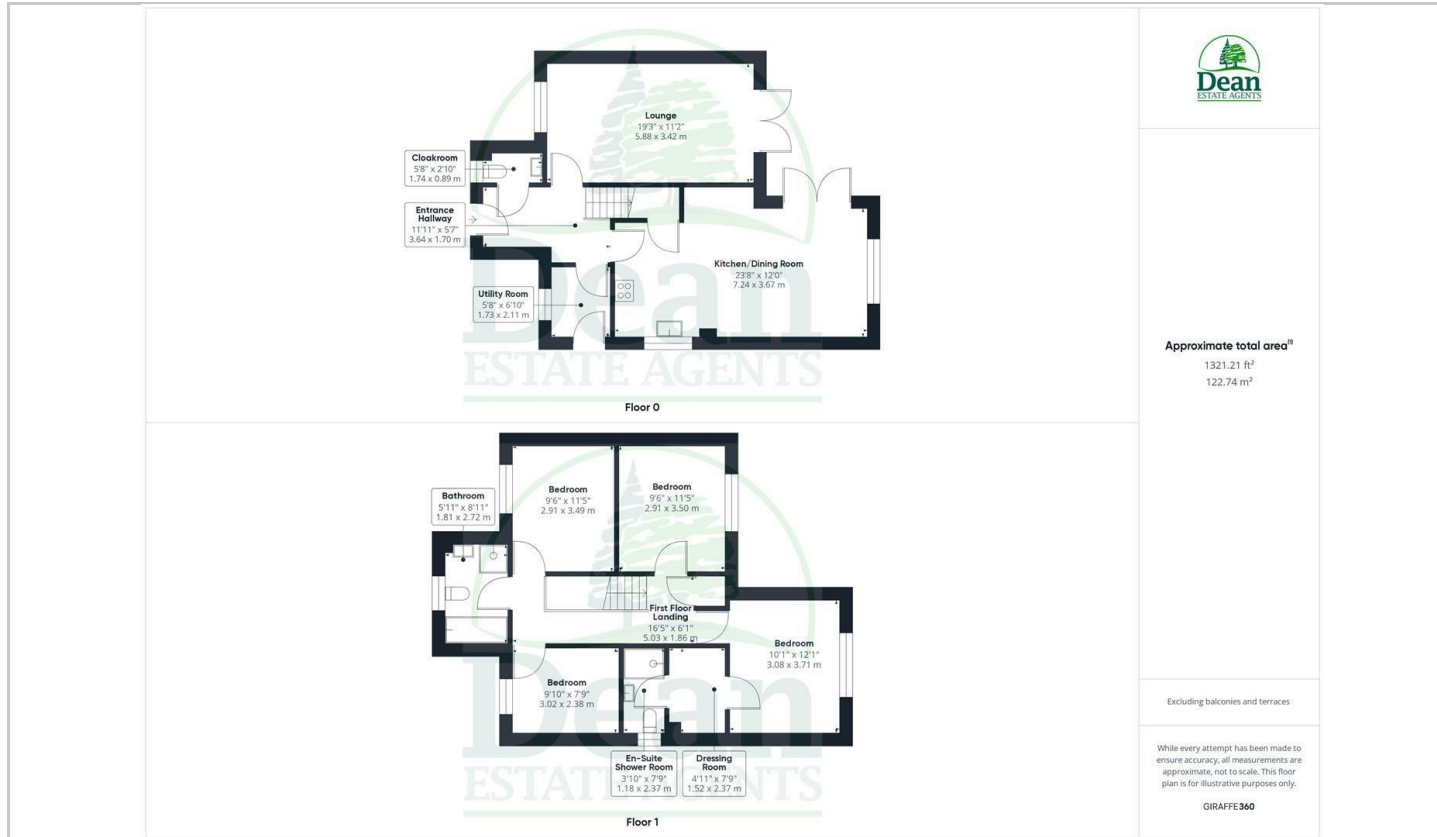 Lounge
19'3" x 11'2"
5.88 x 3.42 m
Cloakroom
5'8" x 2'10"
1.74 x 0.89 m
Entrance
Hallway
11'11" x 5'7"
3.64 x 1.70 m
Kitchen/Dining Room
23'8" x 12'0"
7.24 x 3.67 m
Utility Room
5'8" x 6'10"
1.73 x 2.11 m
Dean
ESTATE AGENTS
Floor 0
Bedroom
9'6" x 11'5"
2.91 x 3.49 m
Bedroom
9'6" x 11'5"
2.91 x 3.50 m
Bathroom
5'11" x 8'11"
1.81 x 2.72 m
First Floor
Landing
16'5" x 6'1"
5.03 x 1.86 m
Bedroom
10'1" x 12'1"
3.08 x 3.71 m
Bedroom
9'10" x 7'9"
3.02 x 2.38 m
En-Suite
Shower Room
3'10" x 7'9"
1.18 x 2.37 m
Dressing
Room
4'11" x 7'9"
1.52 x 2.37 m
Dean
ESTATE AGENTS
Floor 1
Dean
ESTATE AGENTS
Approximate total area(1)
1321.21 ft²
122.74 m²
Excluding balconies and terraces
While every attempt has been made to
ensure accuracy, all measurements are
approximate, not to scale. This floor
plan is for illustrative purposes only.
GIRAFFE360